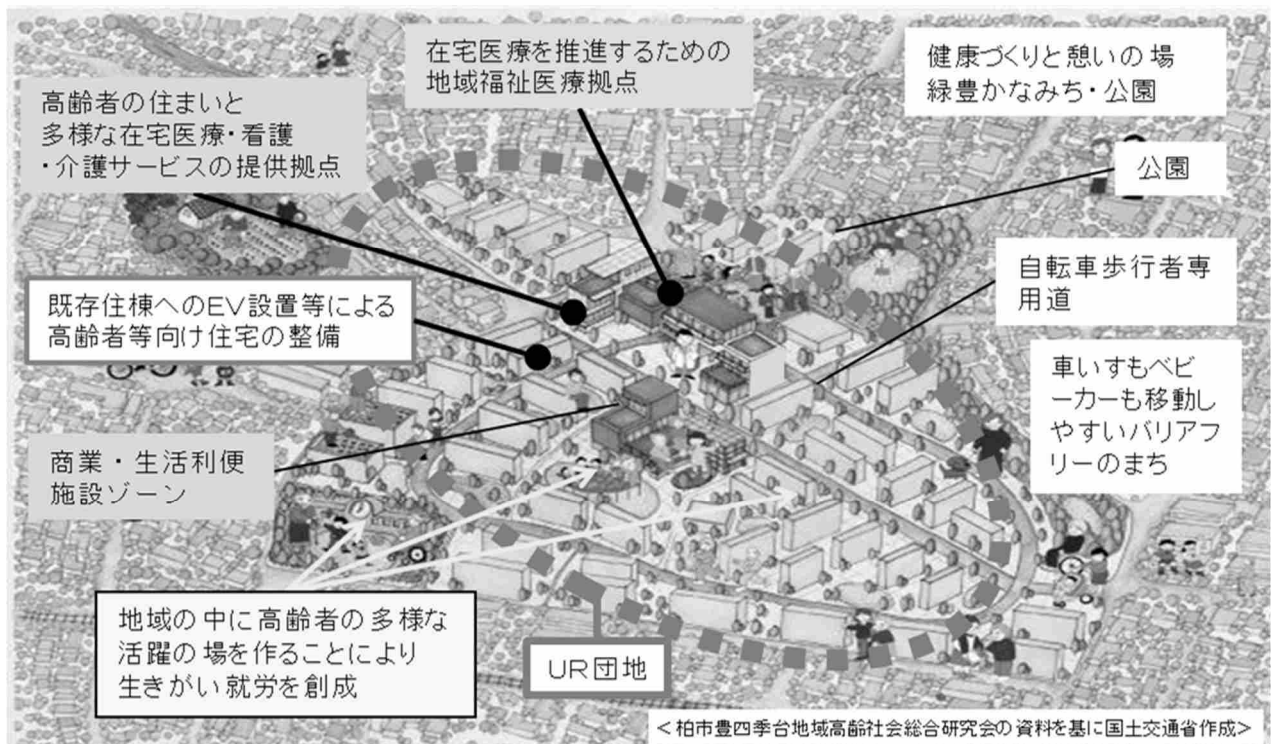 在宅医療を推進するための
地域福祉医療拠点
健康づくりと憩いの場
緑豊かなみち・公園
高齢者の住まいと
多様な在宅医療・看護
・介護サービスの提供拠点
公園
自転車歩行者専
用道
既存住棟へのEV設置等による
高齢者等向け住宅の整備
車いすもベビ
ーカーも移動し
やすいバリアフ
リーのまち
商業・生活利便
施設ゾーン
地域の中に高齢者の多様な
活躍の場を作ることにより
生きがい就労を創成
UR団地
<柏市豊四季台地域高齢社会総合研究会の資料を基に国土交通省作成>